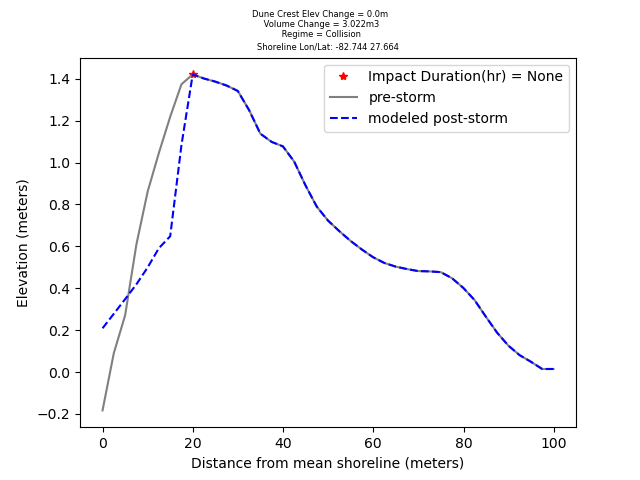 Dune Crest Elev Change = 0.0m
Volume Change = 3.022m3
Regime = Collision
Shoreline Lon/Lat: -82.744 27.664
Impact Duration(hr) = None
pre-storm
modeled post-storm
1.4
1.2
1.0
0.8
0.6
0.4
0.2
0.0
−0.2
Elevation (meters)
0 20 40 60 80 100
Distance from mean shoreline (meters)